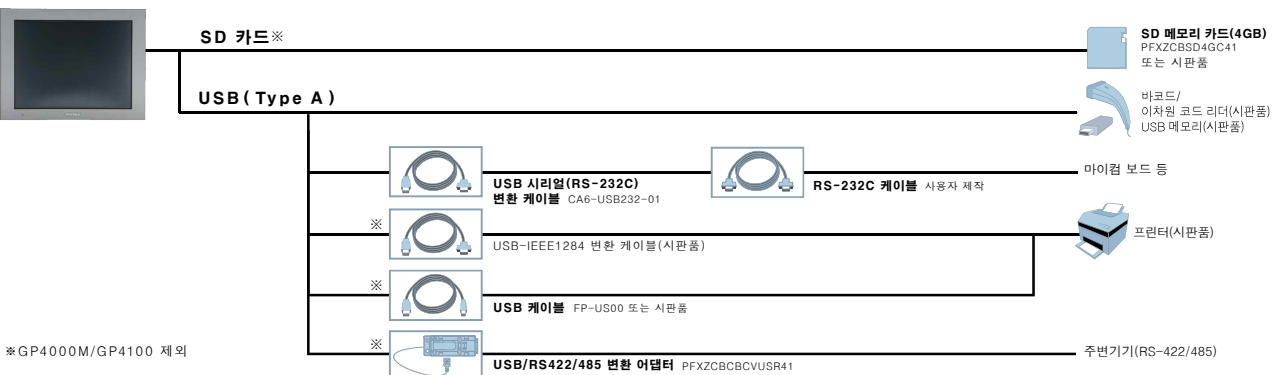 SD 카드※
SD 메모리 카드(4GB)
PFXZCBSD4GC41
또는 시판품
USB(Type A)
바코드/
이차원 코드 리더(시판품)
USB 메모리(시판품)
USB 시리얼(RS-232C)
변환 케이블 CA6-USB232-01
RS-232C 케이블 사용자 제작
마이컴 보드 등
※
USB-IEEE1284 변환 케이블(시판품)
프린터(시판품)
※
USB 케이블 FP-US00 또는 시판품
※
USB/RS422/485 변환 어댑터 PFXZCBCBCVUSR41
주변기기(RS-422/485)
※GP4000M/GP4100 제외